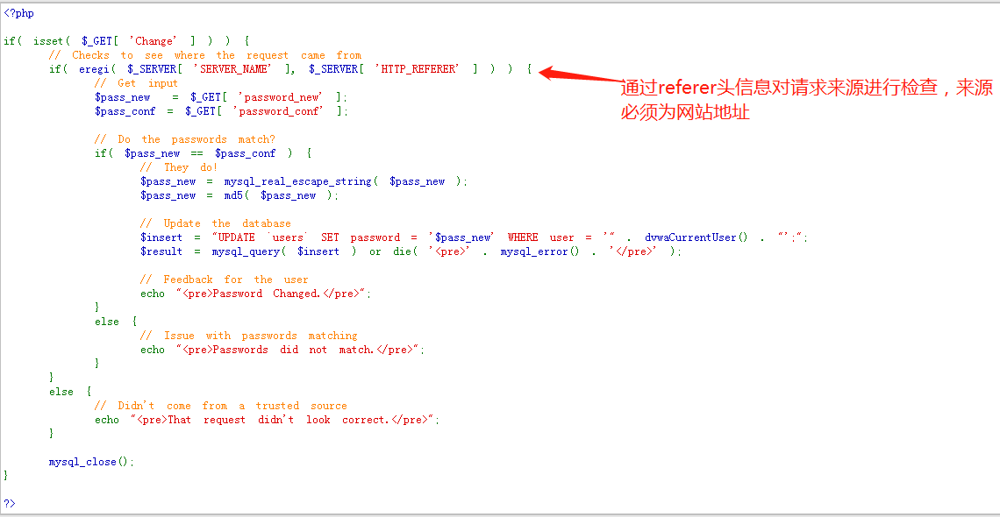 <?php
if( isset( $_GET[ 'Change' ] ) ) {
// Checks to see where the request came from
if( eregi( $_SERVER[ 'SERVER_NAME' ], $_SERVER[ 'HTTP_REFERER' ] ) ) {
通过referer头信息对请求来源进行检查，来源
必须为网站地址
// Get input
$pass_new = $_GET[ 'password_new' ];
$pass_conf = $_GET[ 'password_conf' ];
// Do the passwords match?
if( $pass_new == $pass_conf ) {
// They do!
$pass_new = mysql_real_escape_string( $pass_new );
$pass_new = md5( $pass_new );
// Update the database
$insert = "UPDATE `users` SET password = '$pass_new' WHERE user = '" . dvwaCurrentUser() . "';";
$result = mysql_query( $insert ) or die( '<pre>' . mysql_error() . '</pre>' );
// Feedback for the user
echo "<pre>Password Changed.</pre>";
}
else {
// Issue with passwords matching
echo "<pre>Passwords did not match.</pre>";
}
}
else {
// Didn't come from a trusted source
echo "<pre>That request didn't look correct.</pre>";
}
mysql_close();
}
?>